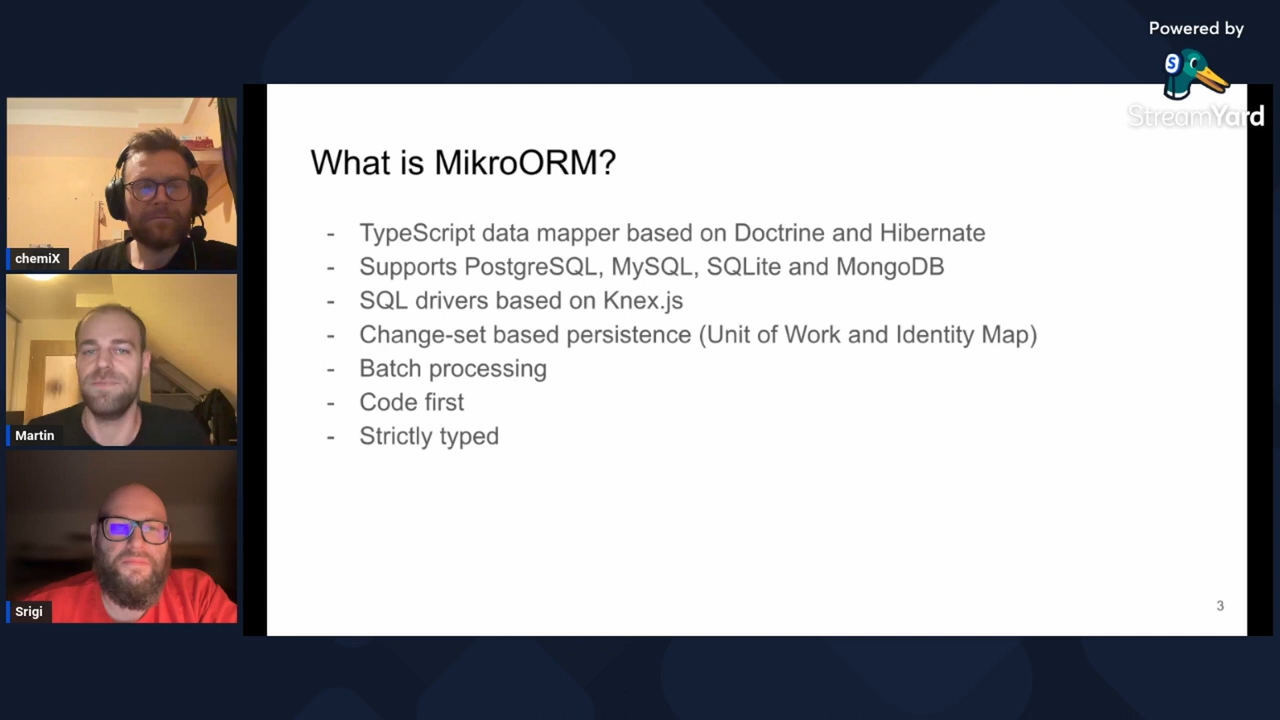 Powered by
S
StreamYard
chemiX
Martin
Srigi
What is MikroORM?
- TypeScript data mapper based on Doctrine and Hibernate
- Supports PostgreSQL, MySQL, SQLite and MongoDB
- SQL drivers based on Knex.js
- Change-set based persistence (Unit of Work and Identity Map)
- Batch processing
- Code first
- Strictly typed
3